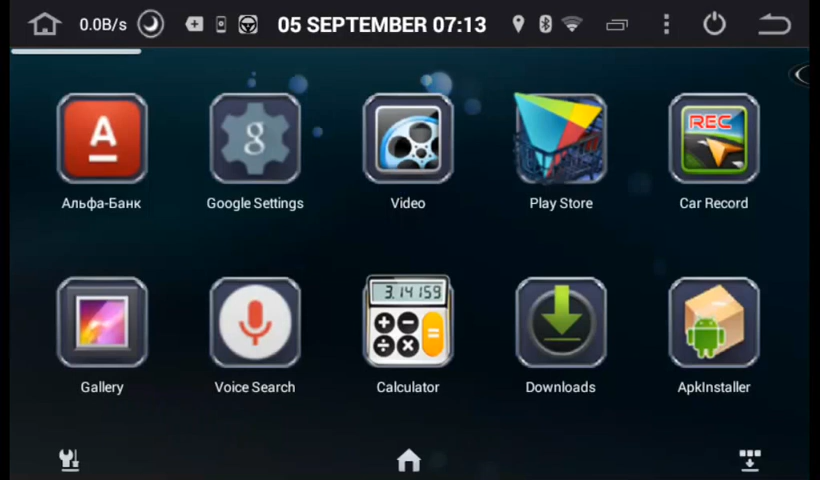 0.0B/s 05 SEPTEMBER 07:13
A
g
REC
Альфа-Банк Google Settings Video Play Store Car Record
3.14159
Gallery Voice Search Calculator Downloads ApkInstaller